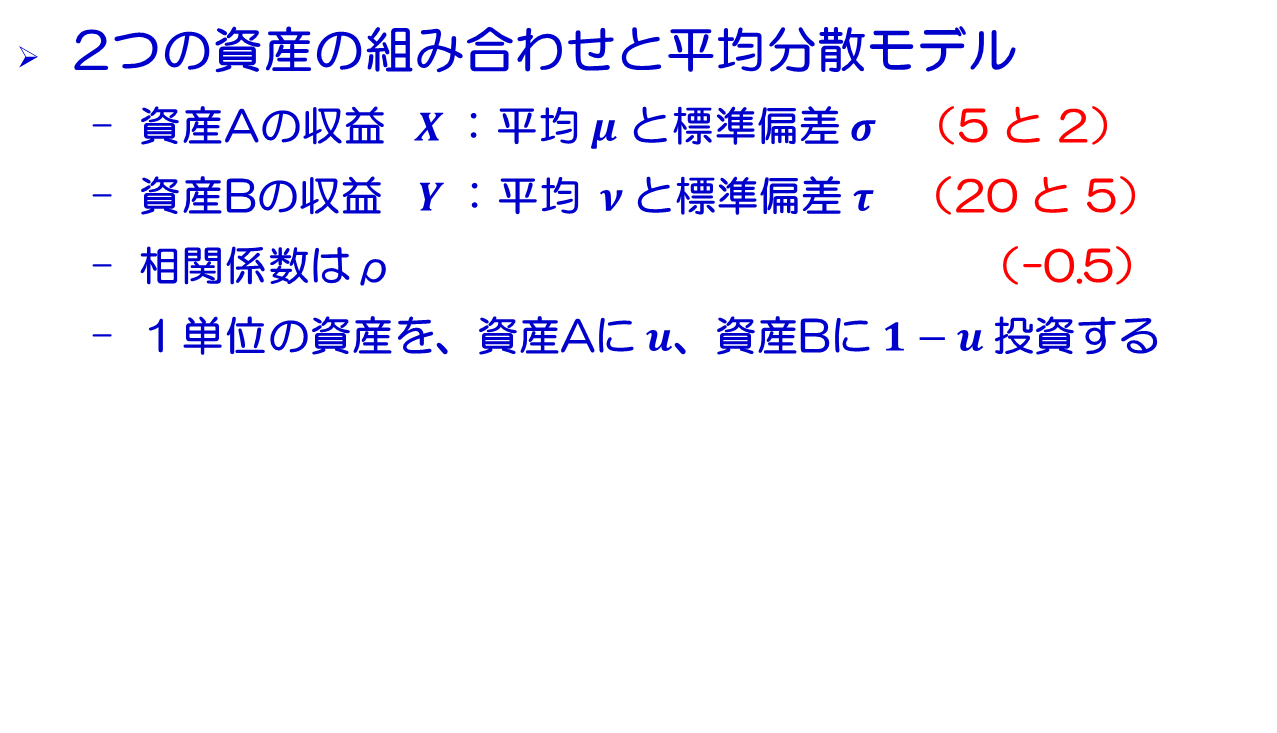 ➢ 2つの資産の組み合わせと平均分散モデル
– 資産Aの収益 X ：平均 μ と標準偏差 σ （5 と 2）
– 資産Bの収益 Y ：平均 ν と標準偏差 τ （20 と 5）
– 相関係数はρ （-0.5）
– １単位の資産を、資産Aに u、資産Bに 1 − u 投資する